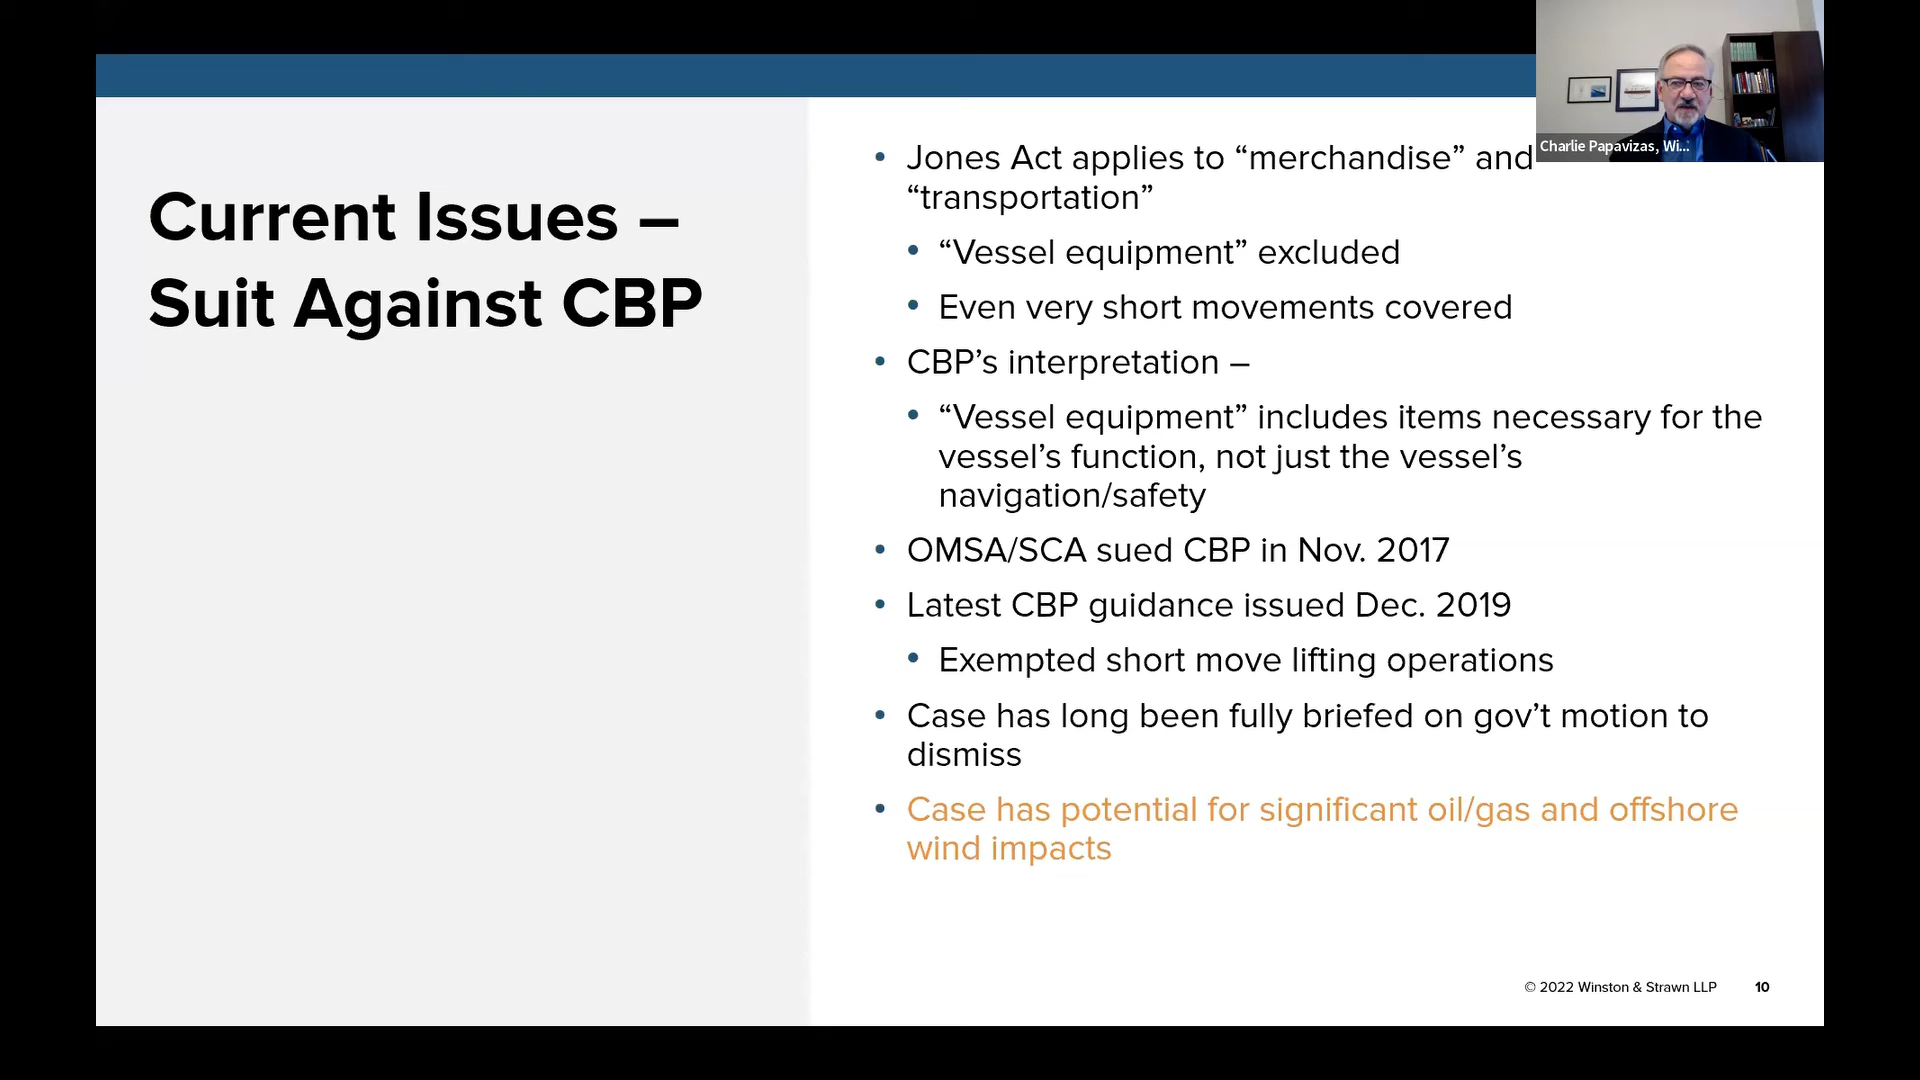 Current Issues –
Suit Against CBP
• Jones Act applies to “merchandise” and
“transportation”
• “Vessel equipment” excluded
• Even very short movements covered
• CBP’s interpretation –
• “Vessel equipment” includes items necessary for the
vessel’s function, not just the vessel’s
navigation/safety
• OMSA/SCA sued CBP in Nov. 2017
• Latest CBP guidance issued Dec. 2019
• Exempted short move lifting operations
• Case has long been fully briefed on gov’t motion to
dismiss
• Case has potential for significant oil/gas and offshore
wind impacts
Charlie Papavizas, Wi...
© 2022 Winston & Strawn LLP 10